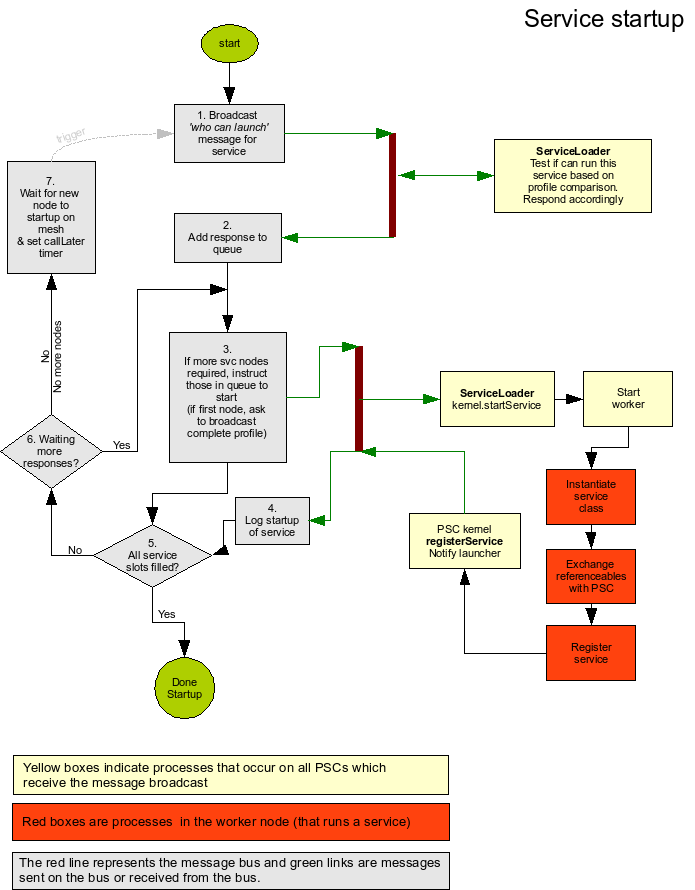 Service startup
start
1. Broadcast
'who can launch'
message for
service
trigger
ServiceLoader
Test if can run this
service based on
profile comparison.
Respond accordingly
7.
Wait for new
node to
startup on
mesh
& set callLater
timer
2.
Add response to
queue
No
No more nodes
3.
If more svc nodes
required, instruct
those in queue to
start
(if first node, ask
to broadcast
complete profile)
ServiceLoader
kernel.startService
Start
worker
6. Waiting
more
responses?
Yes
Instantiate
service
class
4.
Log startup
of service
PSC kernel
registerService
Notify launcher
No
5.
All service
slots filled?
Exchange
referenceables
with PSC
Yes
Register
service
Done
Startup
Yellow boxes indicate processes that occur on all PSCs which
receive the message broadcast
Red boxes are processes in the worker node (that runs a service)
The red line represents the message bus and green links are messages
sent on the bus or received from the bus.